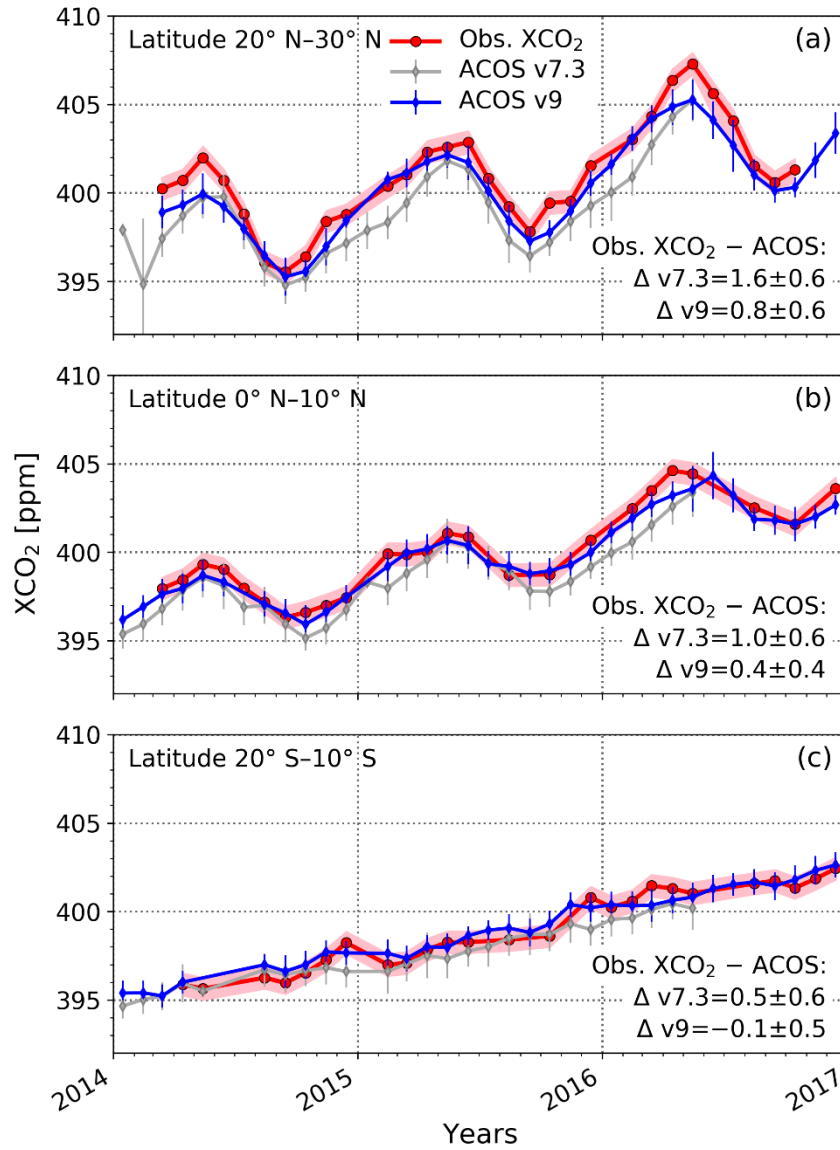 Latitude 20° N–30° N
Obs. XCO₂
ACOS v7.3
ACOS v9
(a)
410
405
400
395
Obs. XCO₂ − ACOS:
Δ v7.3=1.6±0.6
Δ v9=0.8±0.6
Latitude 0° N–10° N
(b)
410
405
400
395
XCO₂ [ppm]
Obs. XCO₂ − ACOS:
Δ v7.3=1.0±0.6
Δ v9=0.4±0.4
Latitude 20° S–10° S
(c)
410
405
400
395
Obs. XCO₂ − ACOS:
Δ v7.3=0.5±0.6
Δ v9=−0.1±0.5
2014
2015
2016
2017
Years